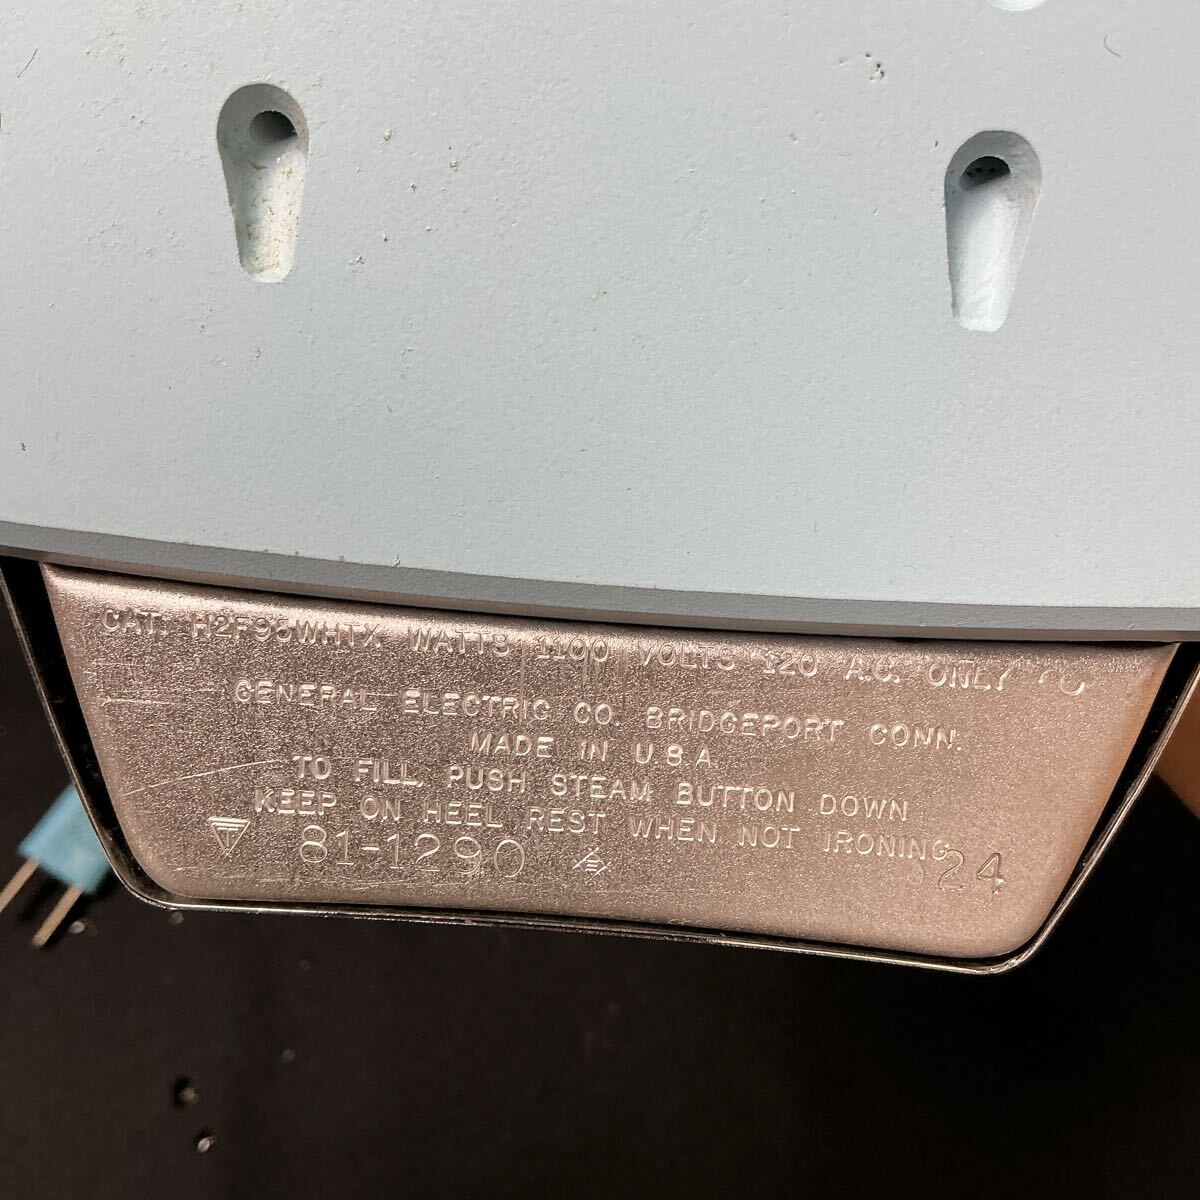 CAT. H2F95WHTX WATTS 1100 VOLTS 120 A.C. ONLY
GENERAL ELECTRIC CO. BRIDGEPORT CONN.
MADE IN U.S.A
TO FILL, PUSH STEAM BUTTON DOWN
KEEP ON HEEL REST WHEN NOT IRONING
81-1290 24